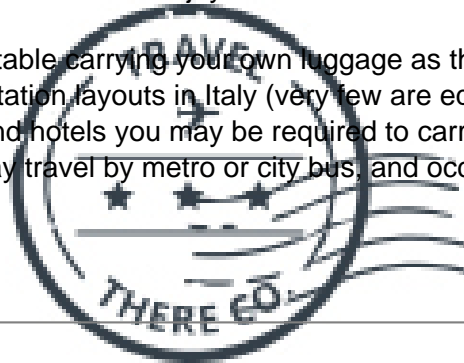 TRAVEL
table carrying your own luggage as th
tation layouts in Italy (very few are ec
nd hotels you may be required to carr
y travel by metro or city bus, and occ
THERE CO.